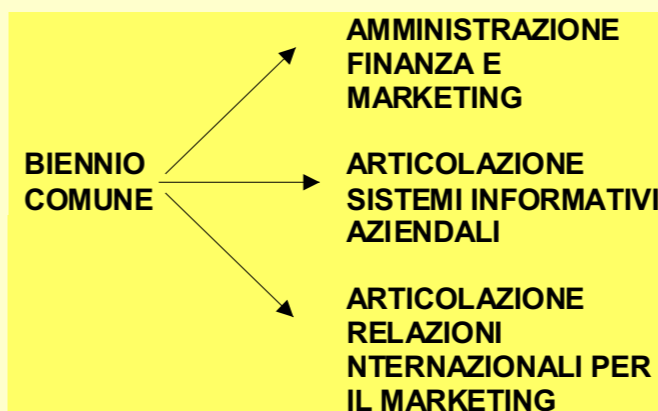 AMMINISTRAZIONE
FINANZA E
MARKETING
BIENNIO
COMUNE
ARTICOLAZIONE
SISTEMI INFORMATIVI
AZIENDALI
ARTICOLAZIONE
RELAZIONI
NTERNAZIONALI PER
IL MARKETING